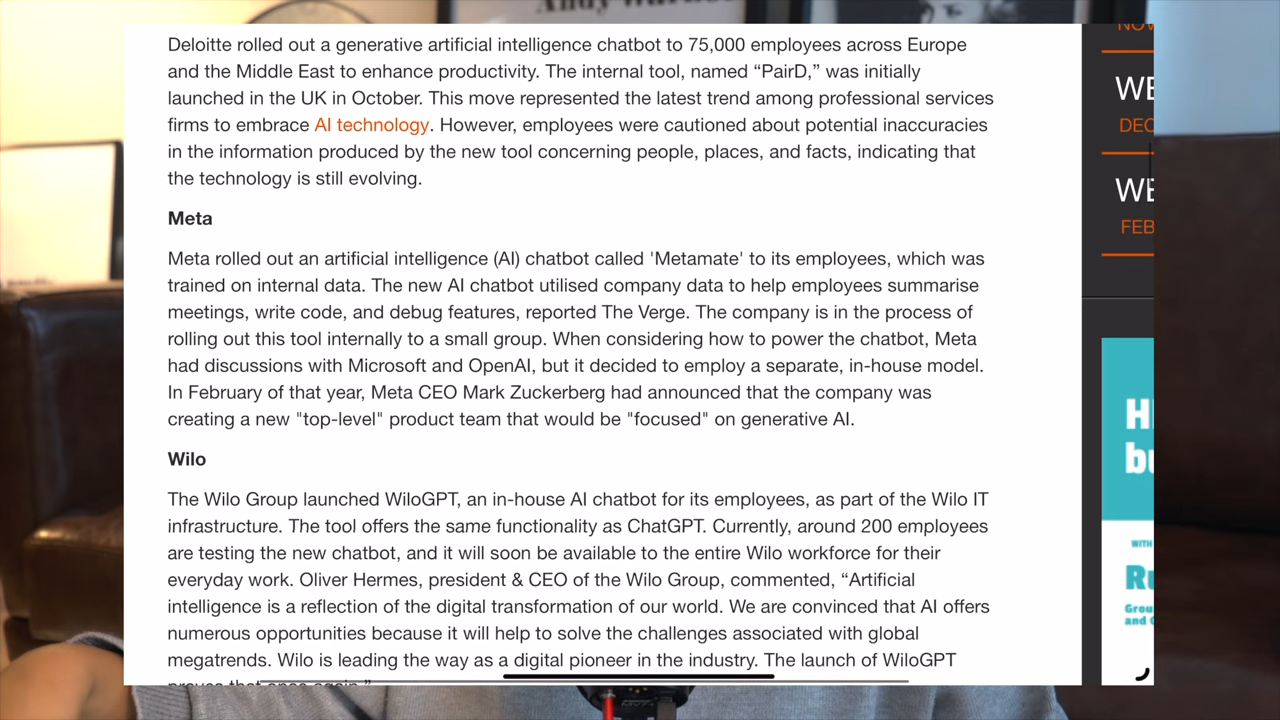 Deloitte rolled out a generative artificial intelligence chatbot to 75,000 employees across Europe
and the Middle East to enhance productivity. The internal tool, named “PairD,” was initially
launched in the UK in October. This move represented the latest trend among professional services
firms to embrace AI technology. However, employees were cautioned about potential inaccuracies
in the information produced by the new tool concerning people, places, and facts, indicating that
the technology is still evolving.
Meta
Meta rolled out an artificial intelligence (AI) chatbot called 'Metamate' to its employees, which was
trained on internal data. The new AI chatbot utilised company data to help employees summarise
meetings, write code, and debug features, reported The Verge. The company is in the process of
rolling out this tool internally to a small group. When considering how to power the chatbot, Meta
had discussions with Microsoft and OpenAI, but it decided to employ a separate, in-house model.
In February of that year, Meta CEO Mark Zuckerberg had announced that the company was
creating a new "top-level" product team that would be "focused" on generative AI.
Wilo
The Wilo Group launched WiloGPT, an in-house AI chatbot for its employees, as part of the Wilo IT
infrastructure. The tool offers the same functionality as ChatGPT. Currently, around 200 employees
are testing the new chatbot, and it will soon be available to the entire Wilo workforce for their
everyday work. Oliver Hermes, president & CEO of the Wilo Group, commented, “Artificial
intelligence is a reflection of the digital transformation of our world. We are convinced that AI offers
numerous opportunities because it will help to solve the challenges associated with global
megatrends. Wilo is leading the way as a digital pioneer in the industry. The launch of WiloGPT
proves that once again.”
NOV
WE
DEC
WE
FEB
H
bu
WITH
Ru
Grou
and C